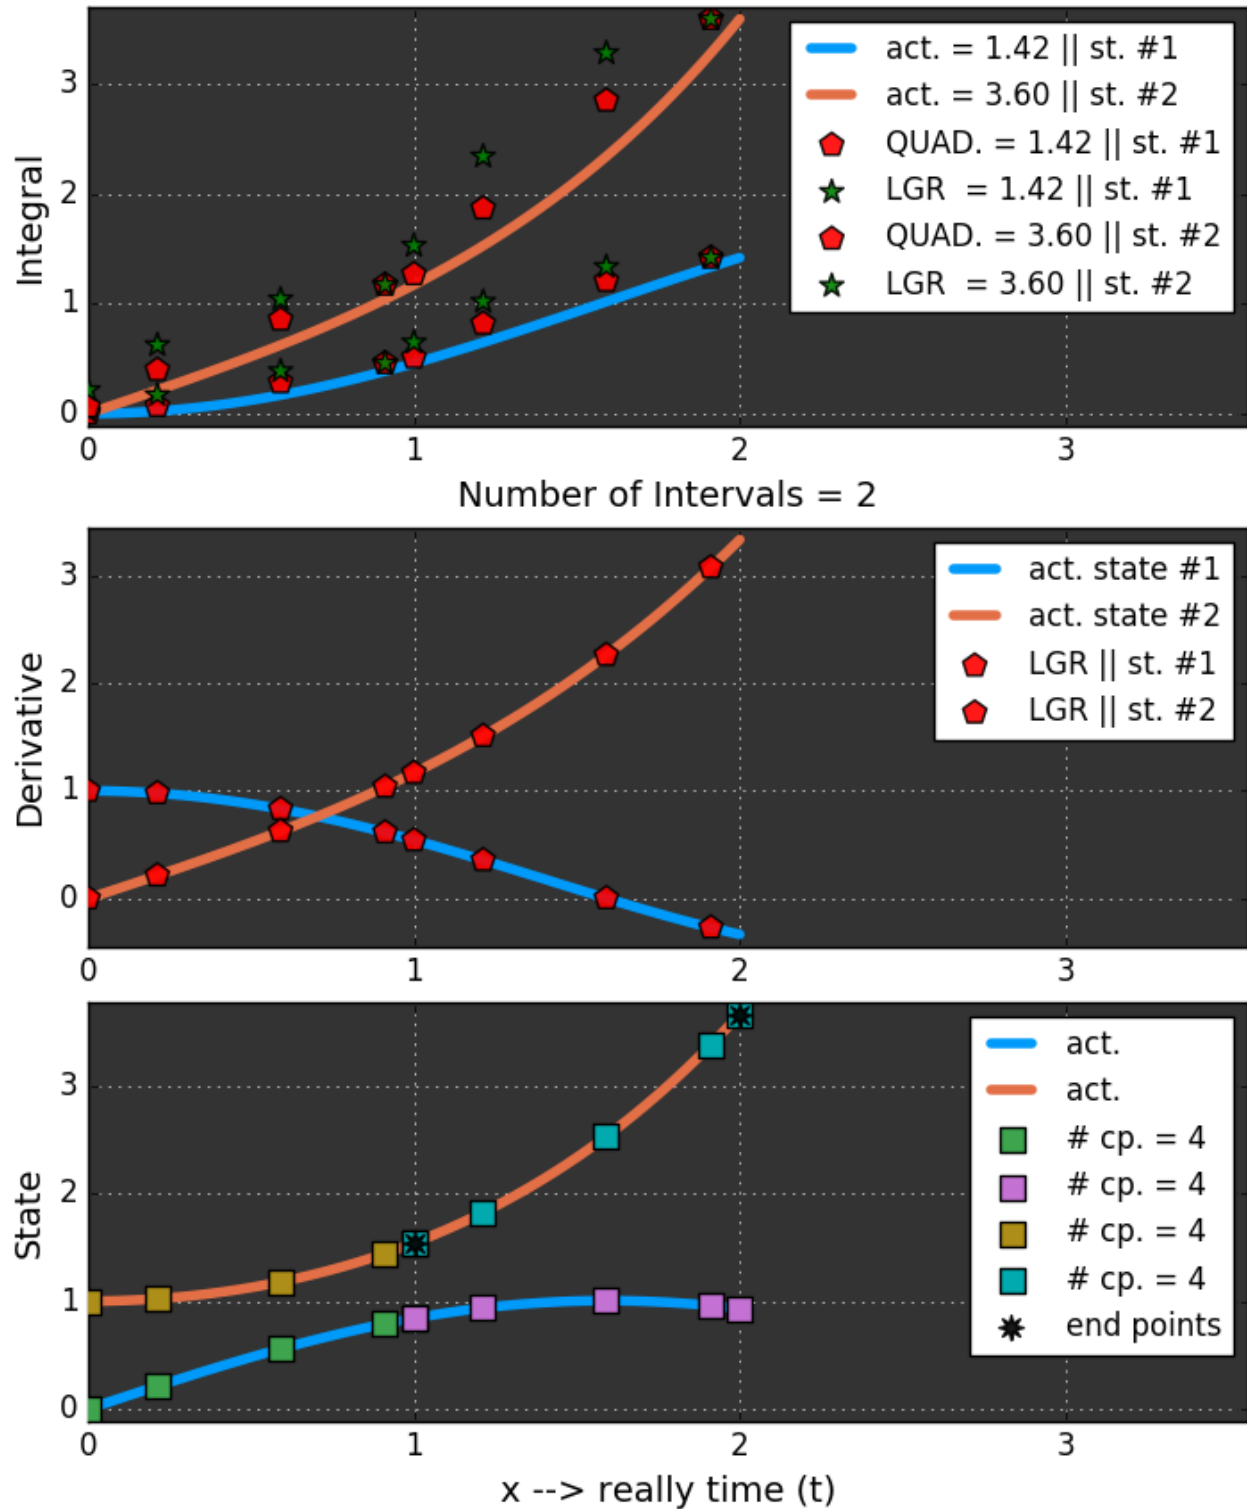 3
2
1
0
Integral
act. = 1.42 || st. #1
act. = 3.60 || st. #2
QUAD. = 1.42 || st. #1
LGR  = 1.42 || st. #1
QUAD. = 3.60 || st. #2
LGR  = 3.60 || st. #2
0 1 2 3
Number of Intervals = 2
3
2
1
0
Derivative
act. state #1
act. state #2
LGR || st. #1
LGR || st. #2
0 1 2 3
3
2
1
0
State
act.
act.
# cp. = 4
# cp. = 4
# cp. = 4
# cp. = 4
end points
0 1 2 3
x --> really time (t)